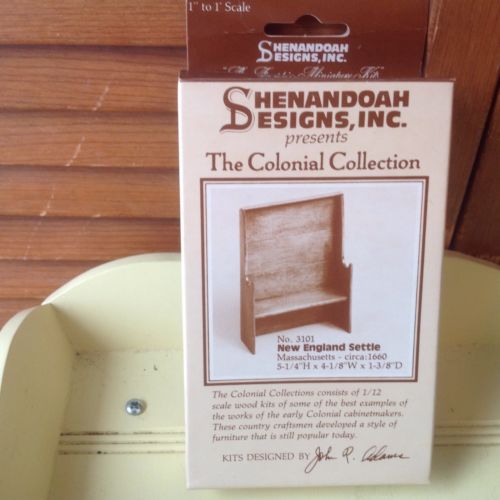 1" to 1' Scale
SHENANDOAH
DESIGNS, INC.
SHENANDOAH
DESIGNS, INC.
presents
The Colonial Collection
No. 3101
New England Settle
Massachusetts - circa:1660
5-1/4"H x 4-1/8"W x 1-3/8"D
The Colonial Collections consists of 1/12
scale wood kits of some of the best examples of
the works of the early Colonial cabinetmakers.
These country craftsmen developed a style of
furniture that is still popular today.
KITS DESIGNED BY John R. Adams